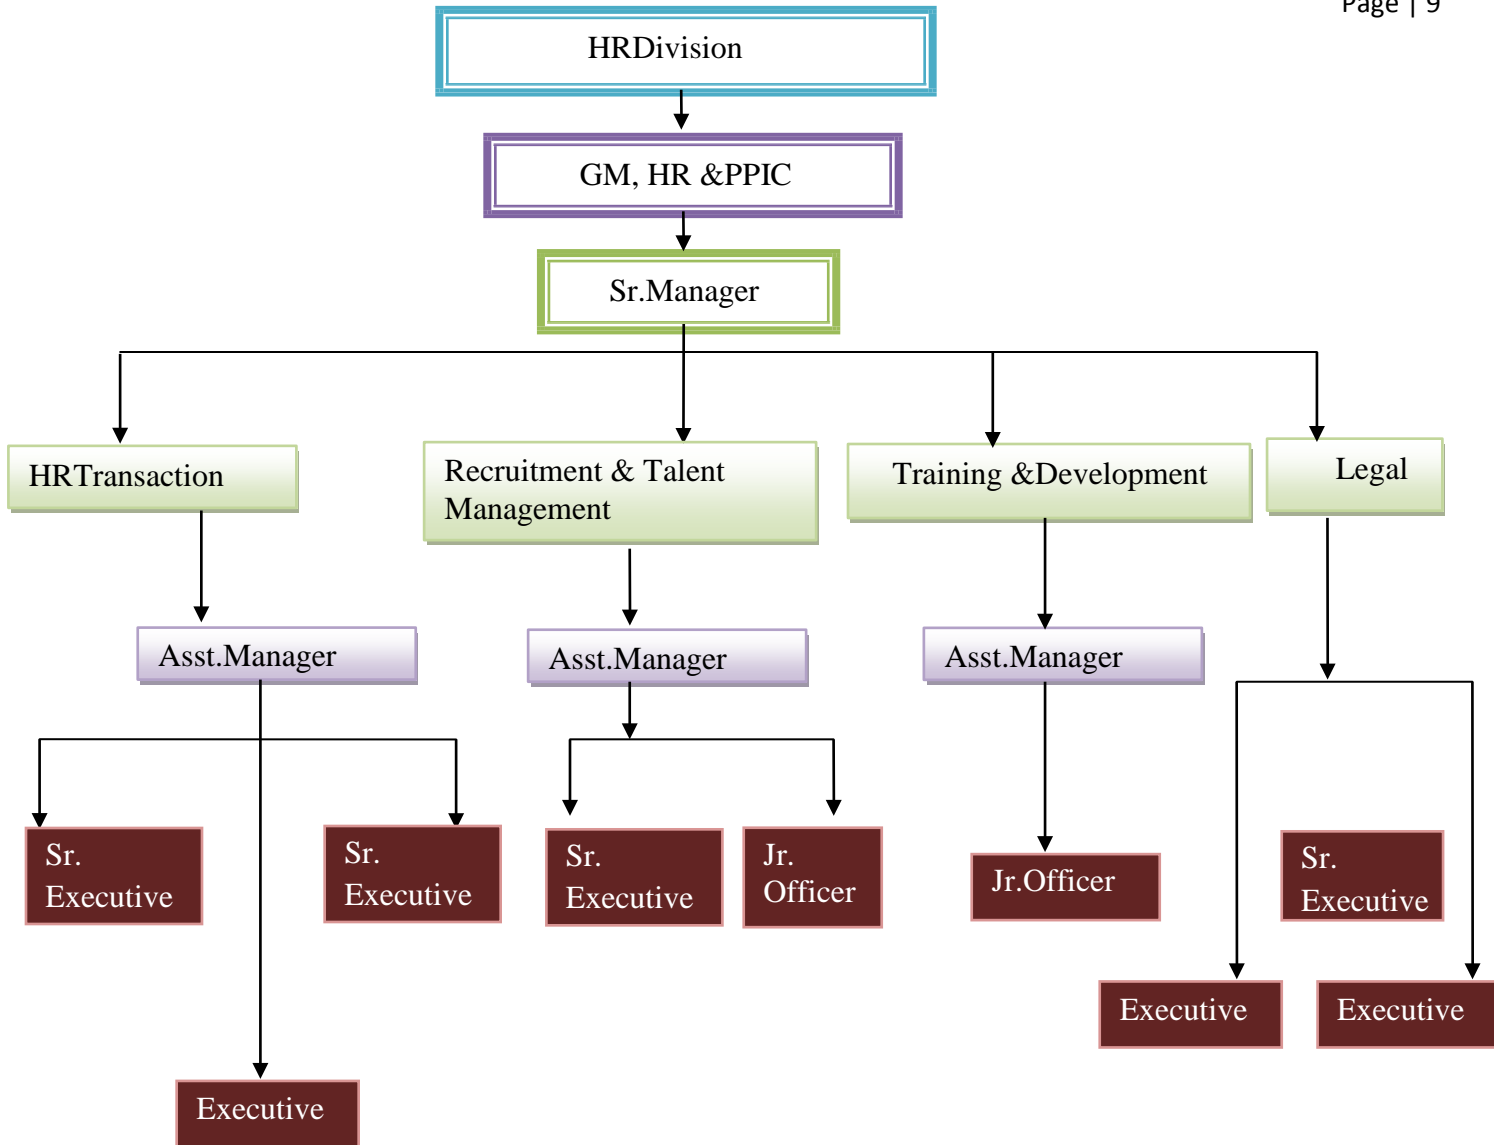 Page | 9
HRDivision
GM, HR &PPIC
Sr.Manager
HRTransaction
Recruitment & Talent
Management
Training &Development
Legal
Asst.Manager
Asst.Manager
Asst.Manager
Sr.
Executive
Sr.
Executive
Sr.
Executive
Jr.
Officer
Jr.Officer
Sr.
Executive
Executive
Executive
Executive